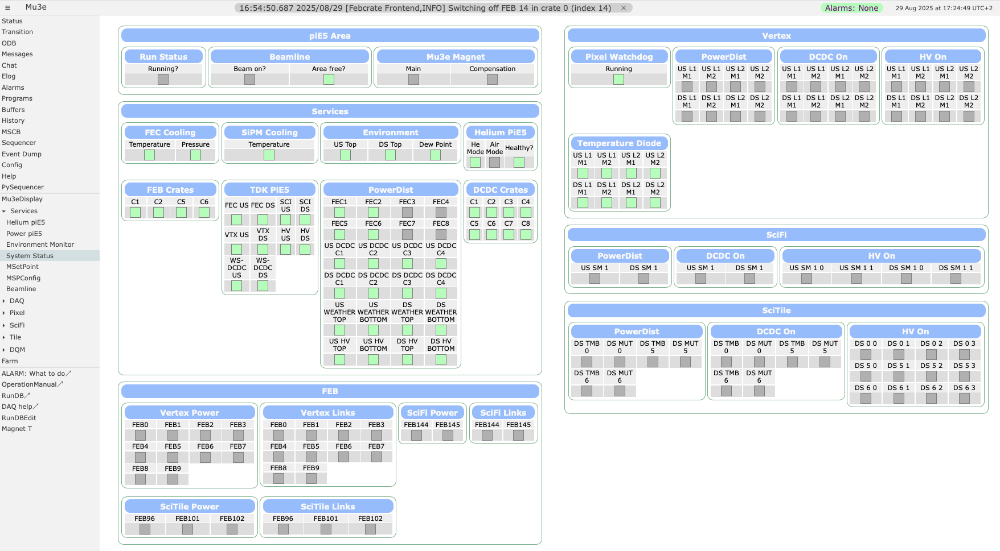 ≡ Mu3e
16:54:50.687 2025/08/29 [Febcrate Frontend,INFO] Switching off FEB 14 in crate 0 (index 14) ×
Alarms: None
29 Aug 2025 at 17:24:49 UTC+2
Status
Transition
ODB
Messages
Chat
Elog
Alarms
Programs
Buffers
History
MSCB
Sequencer
Event Dump
Config
Help
PySequencer
Mu3eDisplay
Services
Helium piE5
Power piE5
Environment Monitor
System Status
MSetPoint
MSPConfig
Beamline
DAQ
Pixel
SciFi
Tile
DQM
Farm
ALARM: What to do↗
OperationManual↗
RunDB↗
DAQ help↗
RunDBEdit
Magnet T
piE5 Area
Run Status
Running?
Beamline
Beam on? Area free?
Mu3e Magnet
Main Compensation
Services
FEC Cooling
Temperature Pressure
SiPM Cooling
Temperature
Environment
US Top DS Top Dew Point
Helium PiE5
He Mode Air Mode Healthy?
FEB Crates
C1 C2 C5 C6
TDK PiE5
FEC US FEC DS SCI US SCI DS
VTX US VTX DS HV US HV DS
WS-DCDC US WS-DCDC DS
PowerDist
FEC1 FEC2 FEC3 FEC4
FEC5 FEC6 FEC7 FEC8
US DCDC C1 US DCDC C2 US DCDC C3 US DCDC C4
DS DCDC C1 DS DCDC C2 DS DCDC C3 DS DCDC C4
US WEATHER TOP US WEATHER BOTTOM DS WEATHER TOP DS WEATHER BOTTOM
US HV TOP US HV BOTTOM DS HV TOP DS HV BOTTOM
DCDC Crates
C1 C2 C3 C4
C5 C6 C7 C8
FEB
Vertex Power
FEB0 FEB1 FEB2 FEB3
FEB4 FEB5 FEB6 FEB7
FEB8 FEB9
Vertex Links
FEB0 FEB1 FEB2 FEB3
FEB4 FEB5 FEB6 FEB7
FEB8 FEB9
SciFi Power
FEB144 FEB145
SciFi Links
FEB144 FEB145
SciTile Power
FEB96 FEB101 FEB102
SciTile Links
FEB96 FEB101 FEB102
Vertex
Pixel Watchdog
Running
PowerDist
US L1 M1 US L1 M2 US L2 M1 US L2 M2
DS L1 M1 DS L1 M2 DS L2 M1 DS L2 M2
DCDC On
US L1 M1 US L1 M2 US L2 M1 US L2 M2
DS L1 M1 DS L1 M1 DS L2 M1 DS L2 M2
HV On
US L1 M1 US L1 M2 US L2 M1 US L2 M2
DS L1 M1 DS L1 M2 DS L2 M1 DS L2 M2
Temperature Diode
US L1 M1 US L1 M2 US L2 M1 US L2 M2
DS L1 M1 DS L1 M2 DS L2 M1 DS L2 M2
SciFi
PowerDist
US SM 1 DS SM 1
DCDC On
US SM 1 DS SM 1
HV On
US SM 1 0 US SM 1 1 DS SM 1 0 DS SM 1 1
SciTile
PowerDist
DS TMB 0 DS MUT 0 DS TMB 5 DS MUT 5
DS TMB 6 DS MUT 6
DCDC On
DS TMB 0 DS MUT 0 DS TMB 5 DS MUT 5
DS TMB 6 DS MUT 6
HV On
DS 0 0 DS 0 1 DS 0 2 DS 0 3
DS 5 0 DS 5 1 DS 5 2 DS 5 3
DS 6 0 DS 6 1 DS 6 2 DS 6 3